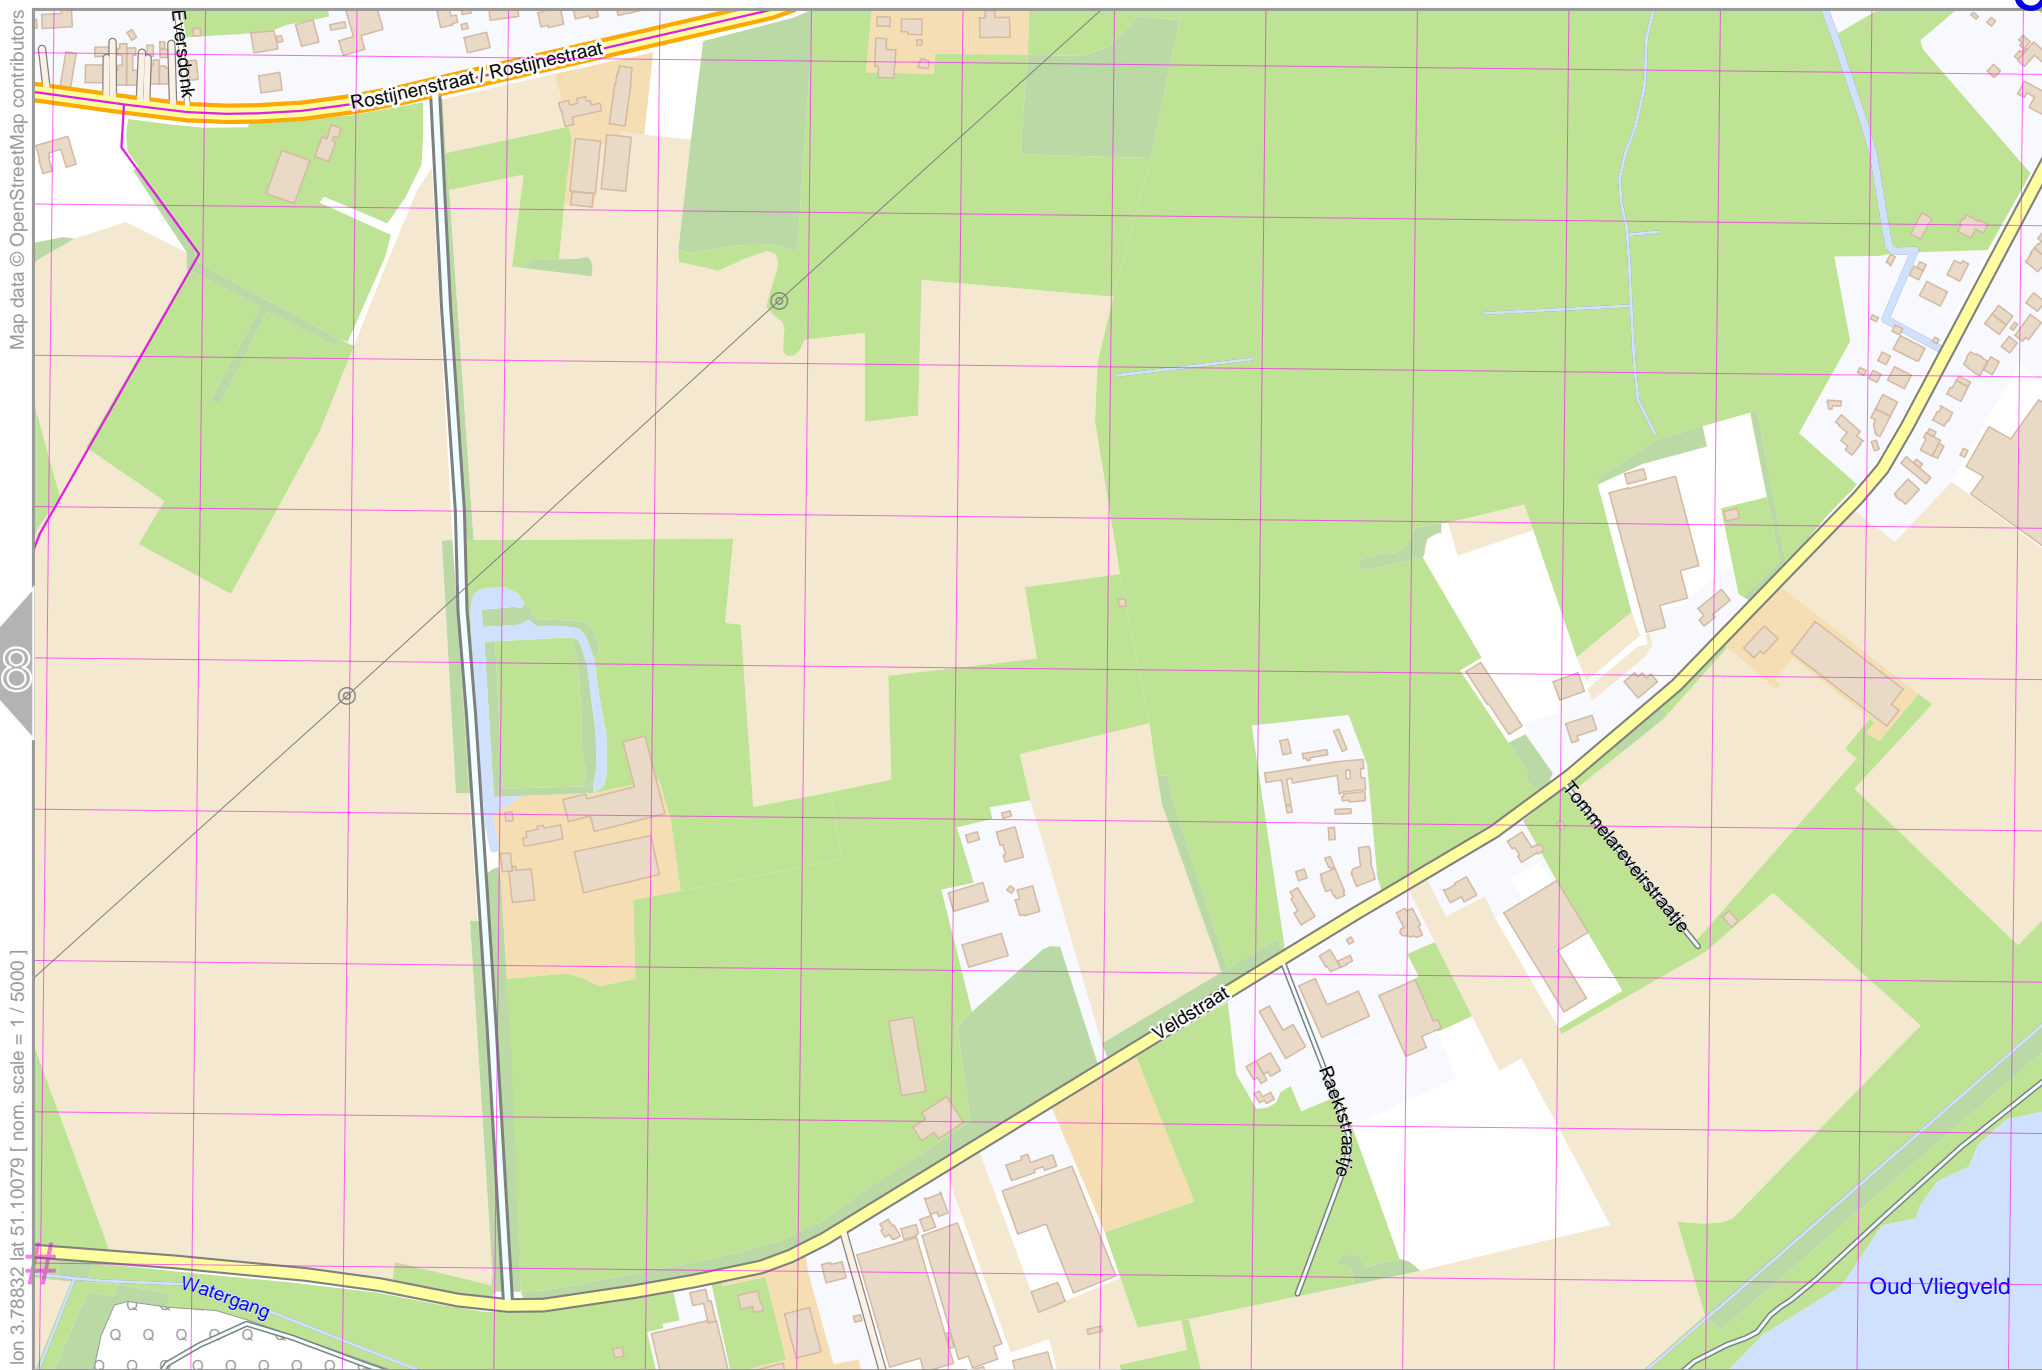 Map data © OpenStreetMap contributors
Eversdonk
Rostijnenstraat / Rostijnestraat
Tommelareveirstraatje
Veldstraat
Raektstraatje
Watergang
Oud Vliegveld
lon 3.78832 lat 51.10079 [ nom. scale = 1 / 5000 ]